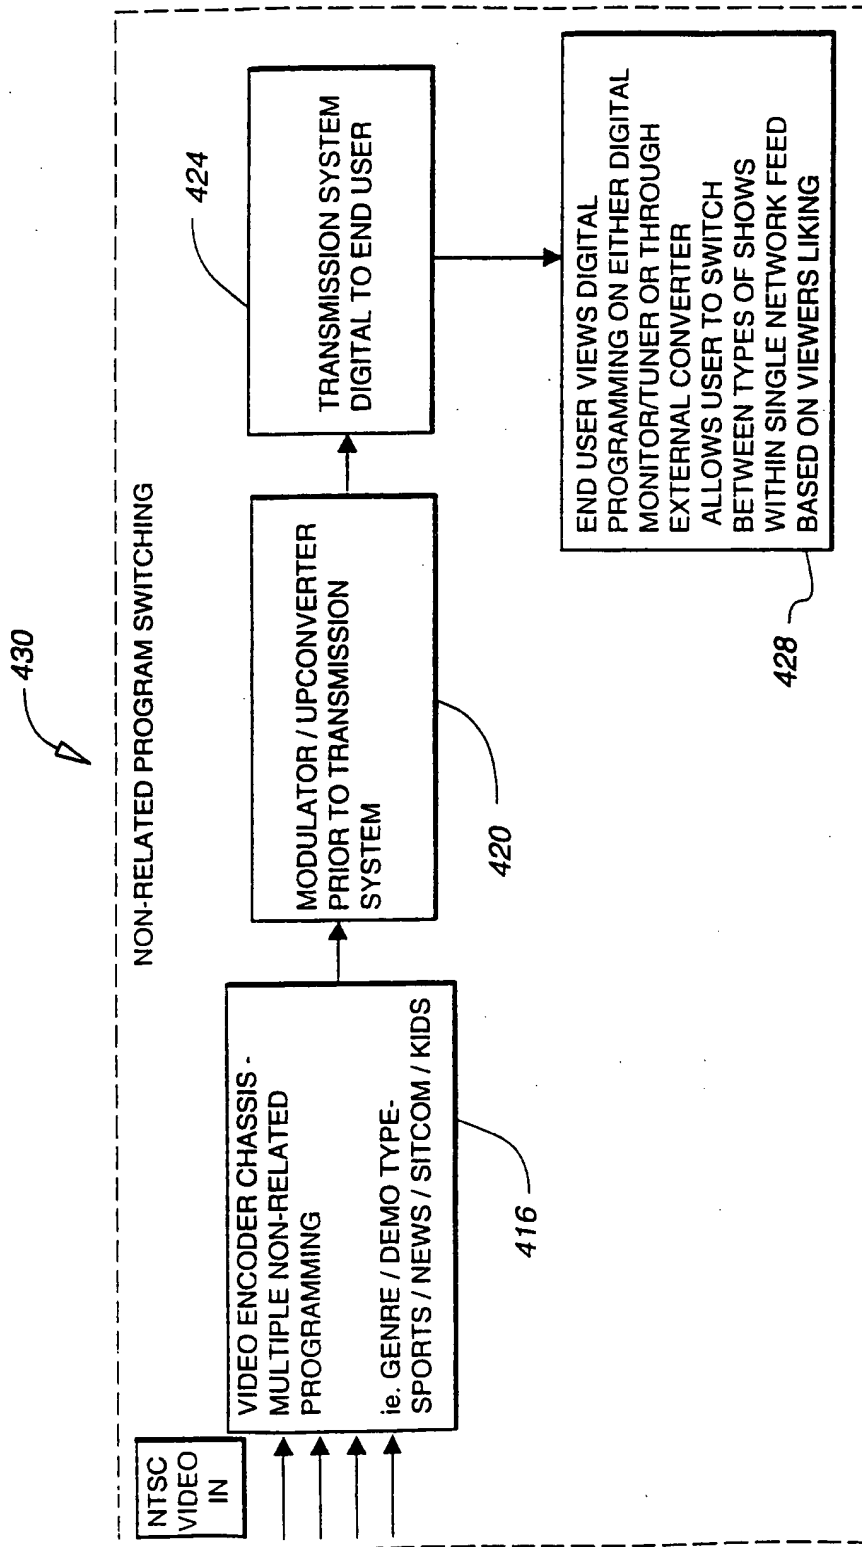 430
NON-RELATED PROGRAM SWITCHING
NTSC
VIDEO
IN
VIDEO ENCODER CHASSIS -
MULTIPLE NON-RELATED
PROGRAMMING
ie. GENRE / DEMO TYPE-
SPORTS / NEWS / SITCOM / KIDS
416
MODULATOR / UPCONVERTER
PRIOR TO TRANSMISSION
SYSTEM
420
TRANSMISSION SYSTEM
DIGITAL TO END USER
424
END USER VIEWS DIGITAL
PROGRAMMING ON EITHER DIGITAL
MONITOR/TUNER OR THROUGH
EXTERNAL CONVERTER
ALLOWS USER TO SWITCH
BETWEEN TYPES OF SHOWS
WITHIN SINGLE NETWORK FEED
BASED ON VIEWERS LIKING
428